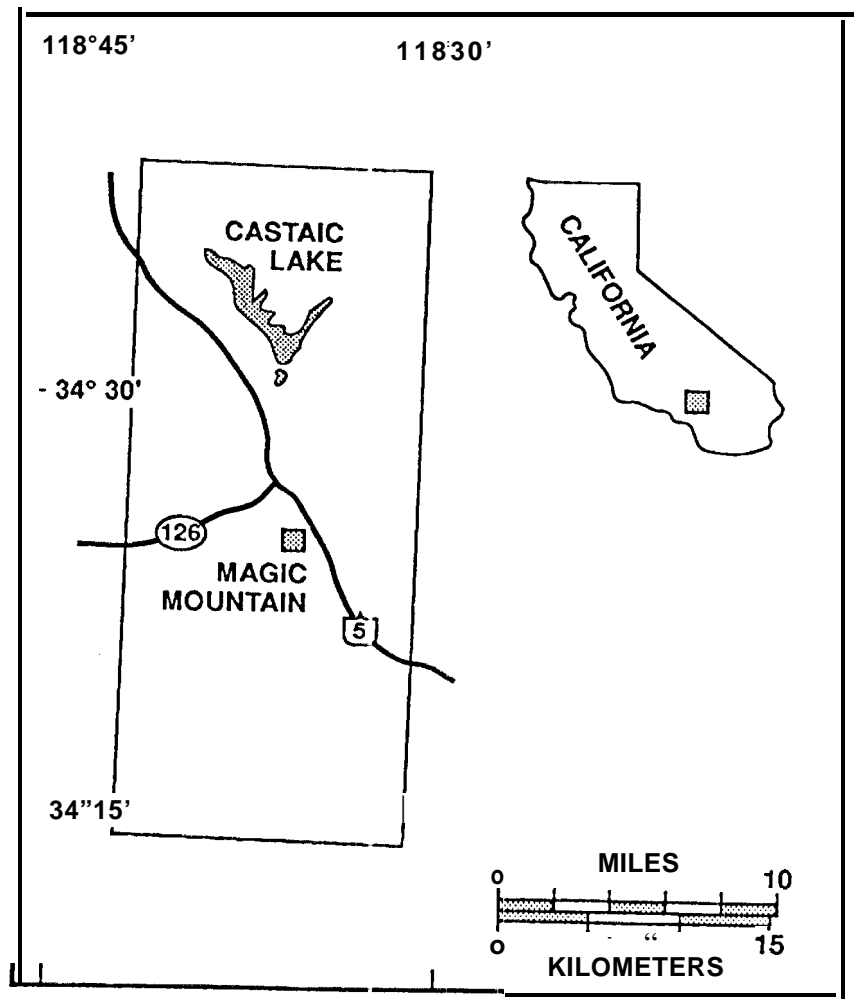 118°45'
118°30'
CASTAIC
LAKE
CALIFORNIA
- 34° 30'
126
MAGIC
MOUNTAIN
5
34"15'
MILES
0 10
0 “ 15
KILOMETERS